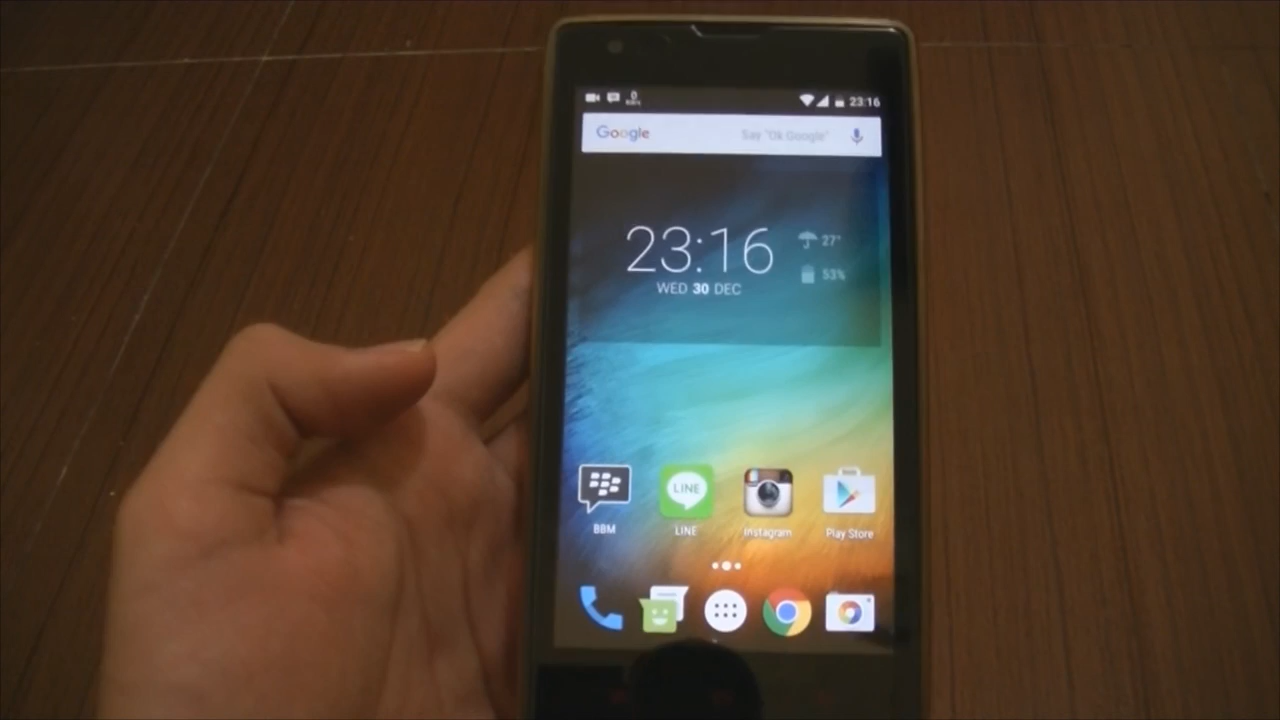 0
23:16
Google Say "Ok Google"
23:16
27°
WED 30 DEC
53%
LINE
BBM LINE Instagram Play Store